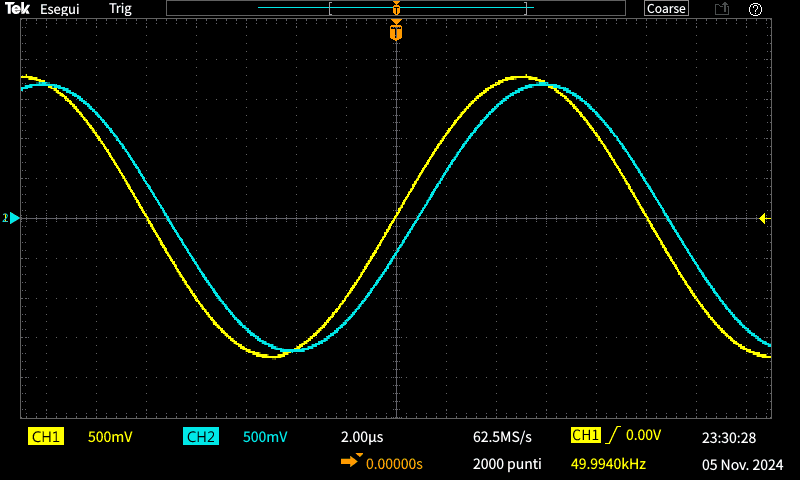 Tek Esegui Trig T Coarse ?
T
2
CH1 500mV CH2 500mV 2.00µs 62.5MS/s CH1 0.00V 23:30:28
0.00000s 2000 punti 49.9940kHz 05 Nov. 2024